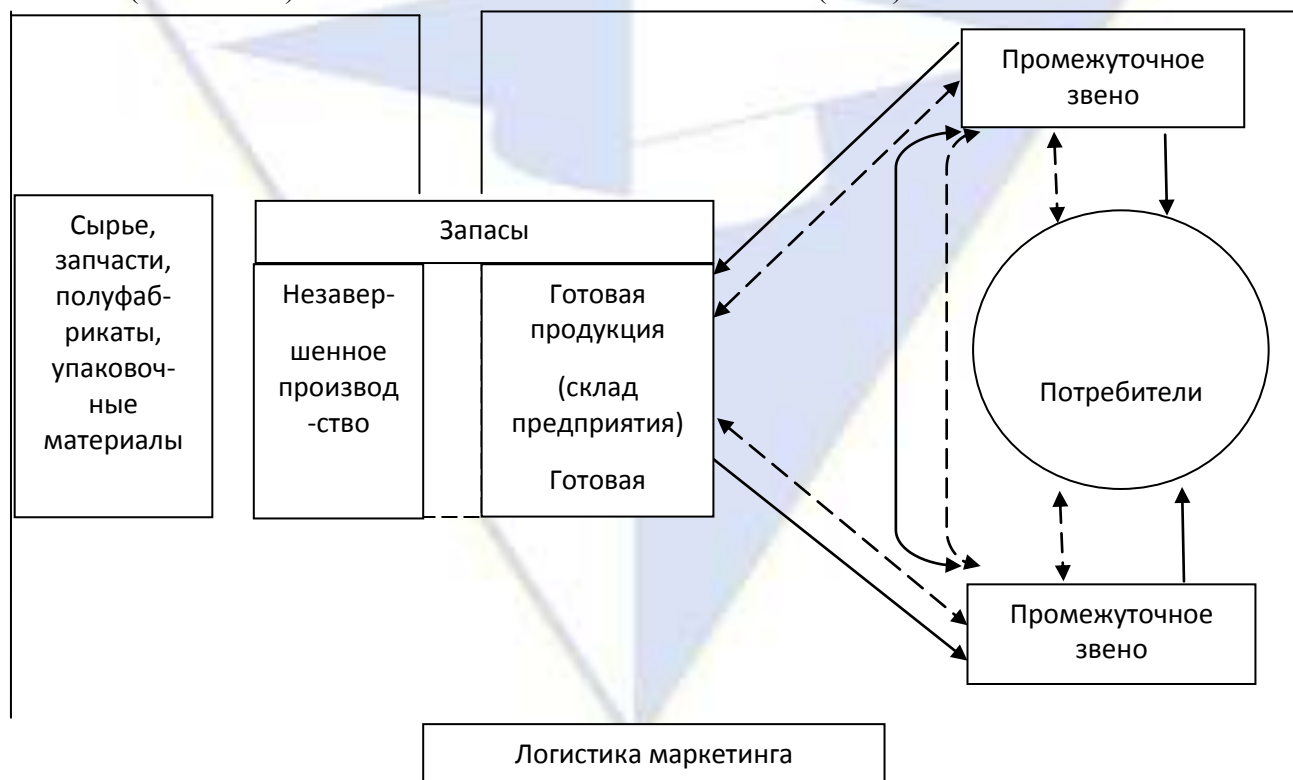 Промежуточное
звено
Сырье,
запчасти,
полуфаб-
рикаты,
упаковоч-
ные
материалы
Запасы
Незавер-
шенное
производ
-ство
Готовая
продукция
(склад
предприятия)
Готовая
Потребители
Промежуточное
звено
Логистика маркетинга